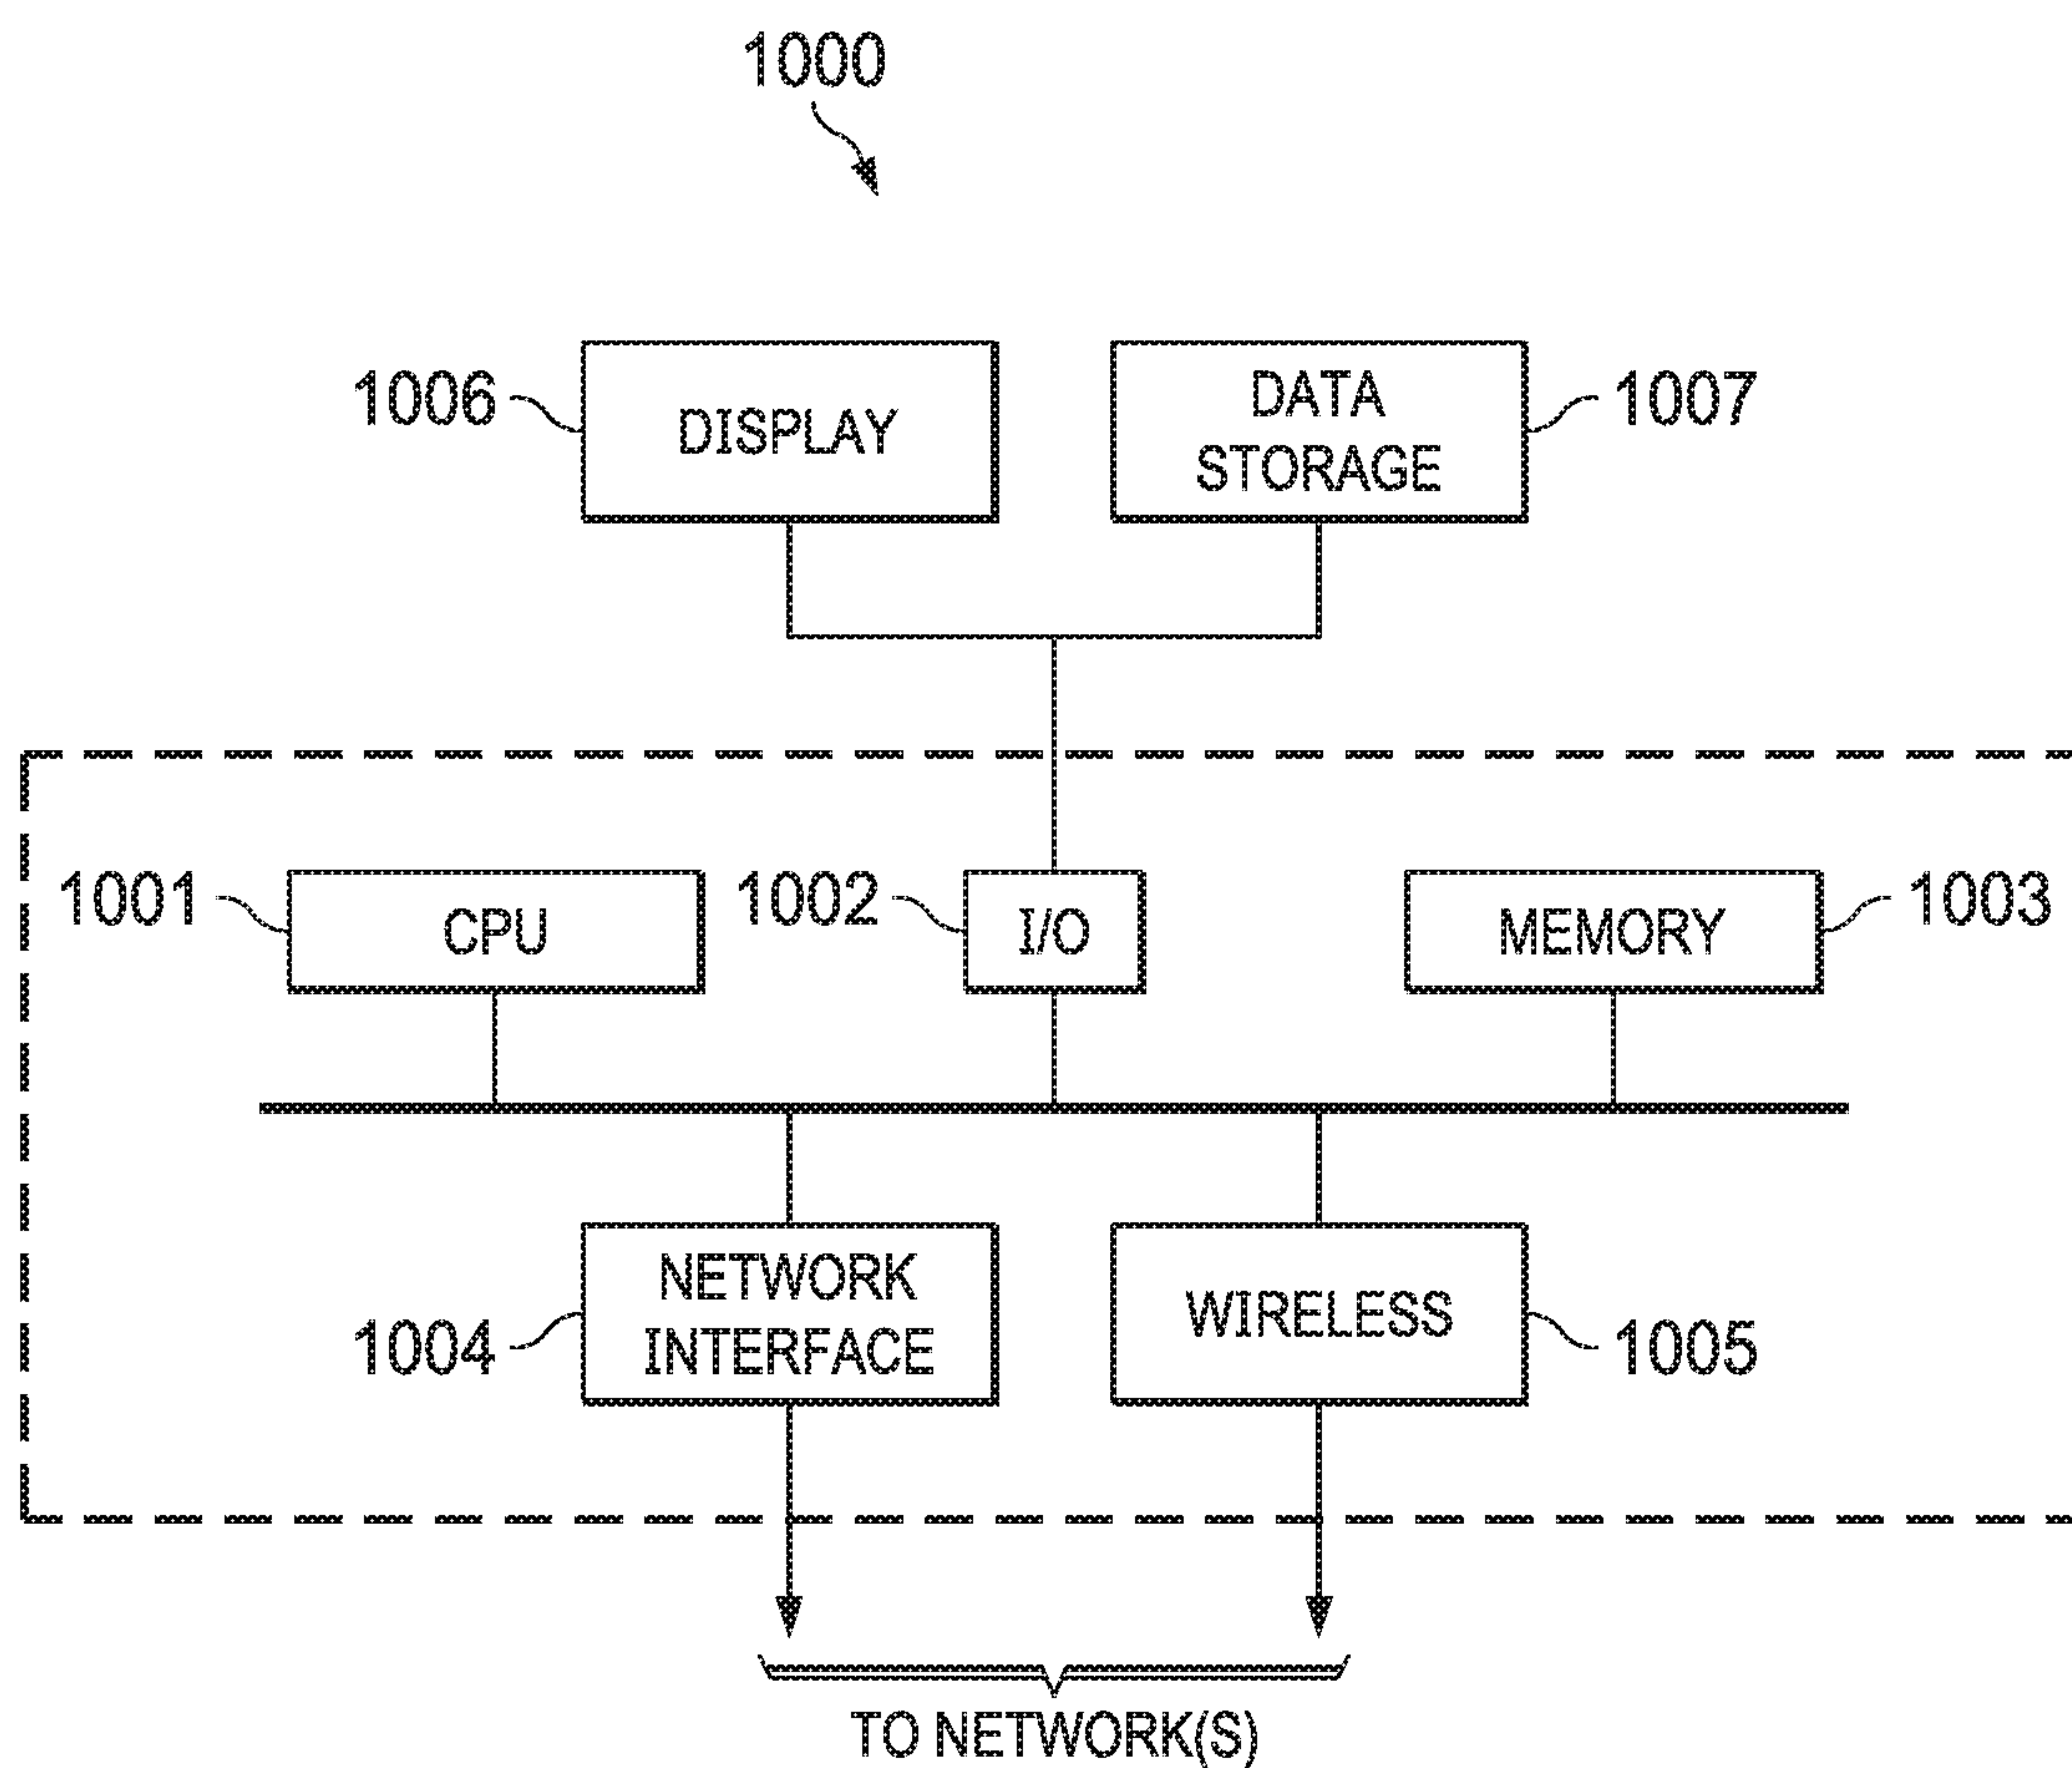 1000
1006
DISPLAY
DATA
STORAGE
1007
1001
CPU
1002
I/O
MEMORY
1003
NETWORK
INTERFACE
1004
WIRELESS
1005
TO NETWORK(S)